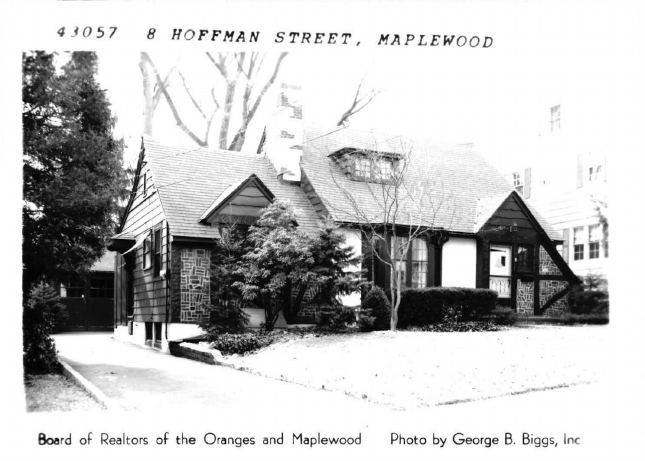 43057 8 HOFFMAN STREET, MAPLEWOOD
Board of Realtors of the Oranges and Maplewood Photo by George B. Biggs, Inc